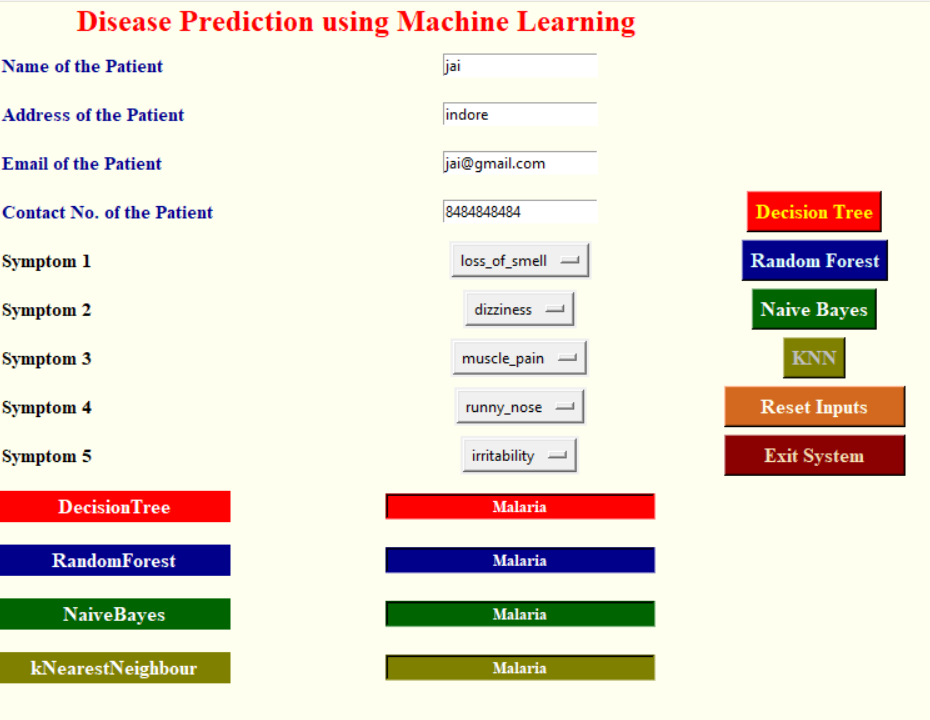 Disease Prediction using Machine Learning
Name of the Patient jai
Address of the Patient indore
Email of the Patient jai@gmail.com
Contact No. of the Patient 8484848484 Decision Tree
Symptom 1 loss_of_smell Random Forest
Symptom 2 dizziness Naive Bayes
Symptom 3 muscle_pain KNN
Symptom 4 runny_nose Reset Inputs
Symptom 5 irritability Exit System
DecisionTree Malaria
RandomForest Malaria
NaiveBayes Malaria
kNearestNeighbour Malaria